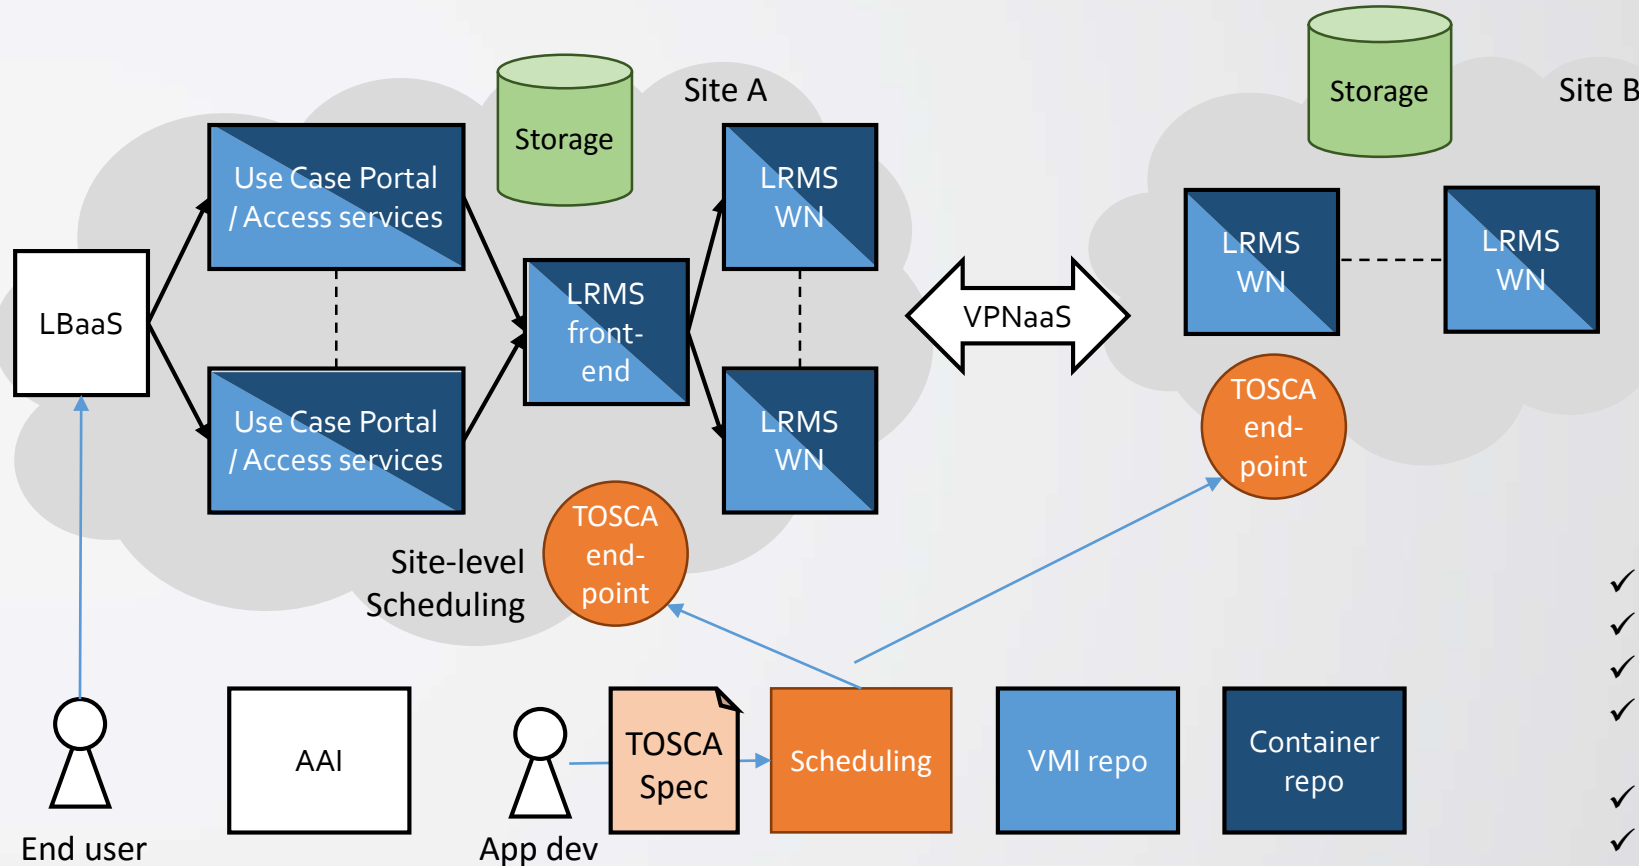 Site A
Storage
Use Case Portal
/ Access services
LRMS
WN
LBaaS
LRMS
front-
end
Use Case Portal
/ Access services
LRMS
WN
TOSCA
end-
point
Site-level
Scheduling
VPNaaS
Storage
Site B
LRMS
WN
LRMS
WN
TOSCA
end-
point
End user
AAI
App dev
TOSCA
Spec
Scheduling
VMI repo
Container
repo
✓
✓
✓
✓
✓
✓